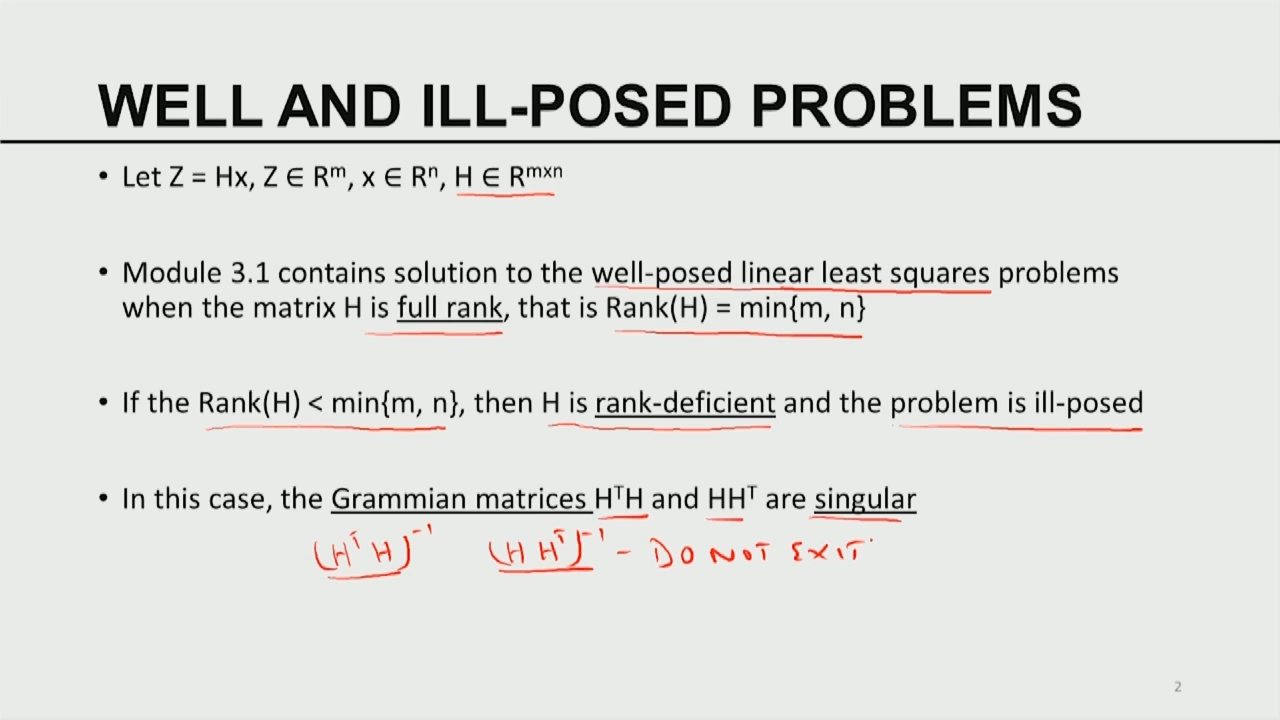 WELL AND ILL-POSED PROBLEMS
• Let Z = Hx, Z ∈ Rᵐ, x ∈ Rⁿ, H ∈ Rᵐˣⁿ
• Module 3.1 contains solution to the well-posed linear least squares problems
when the matrix H is full rank, that is Rank(H) = min{m, n}
• If the Rank(H) < min{m, n}, then H is rank-deficient and the problem is ill-posed
• In this case, the Grammian matrices HᵀH and HHᵀ are singular
(HᵀH)⁻¹ (HHᵀ)⁻¹ - DO NOT EXIT
2